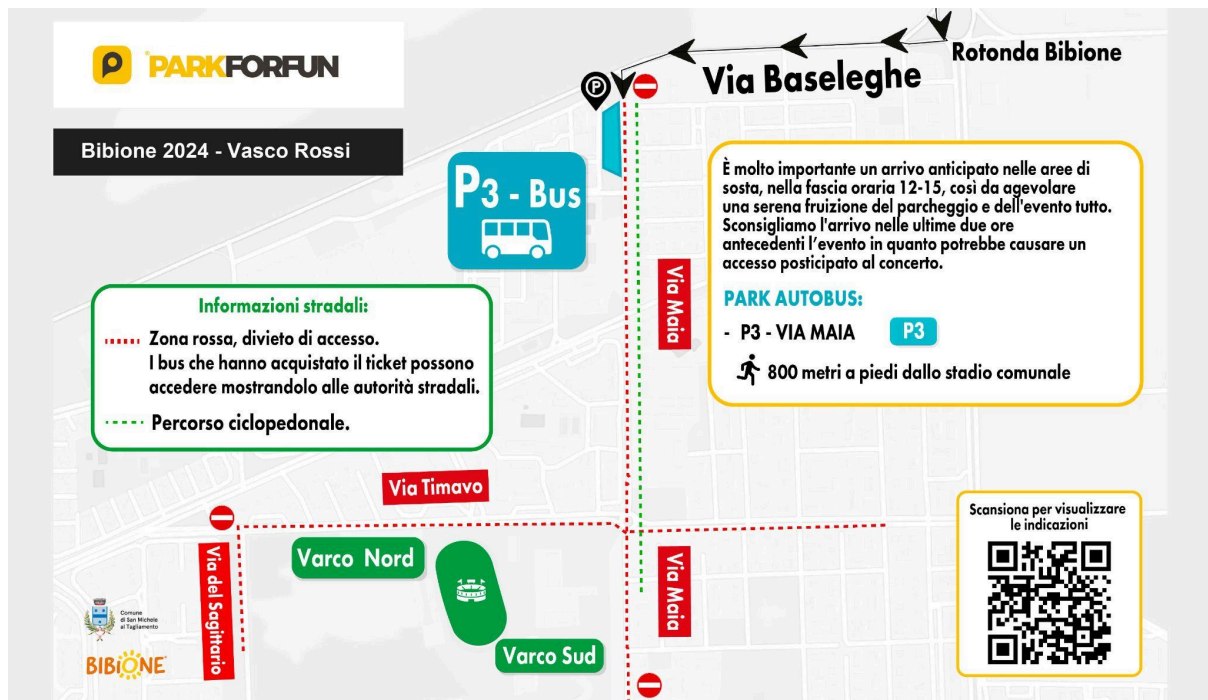 PARKFORFUN
Bibione 2024 - Vasco Rossi
Rotonda Bibione
Via Baseleghe
P
P3 - Bus
È molto importante un arrivo anticipato nelle aree di
sosta, nella fascia oraria 12-15, così da agevolare
una serena fruizione del parcheggio e dell'evento tutto.
Sconsigliamo l'arrivo nelle ultime due ore
antecedenti l’evento in quanto potrebbe causare un
accesso posticipato al concerto.
PARK AUTOBUS:
- P3 - VIA MAIA P3
800 metri a piedi dallo stadio comunale
Via Maia
Informazioni stradali:
Zona rossa, divieto di accesso.
I bus che hanno acquistato il ticket possono
accedere mostrandolo alle autorità stradali.
Percorso ciclopedonale.
Via Timavo
Varco Nord
Via del Sagittario
Via Maia
Varco Sud
Scansiona per visualizzare
le indicazioni
Comune
di San Michele
al Tagliamento
BIBIONE